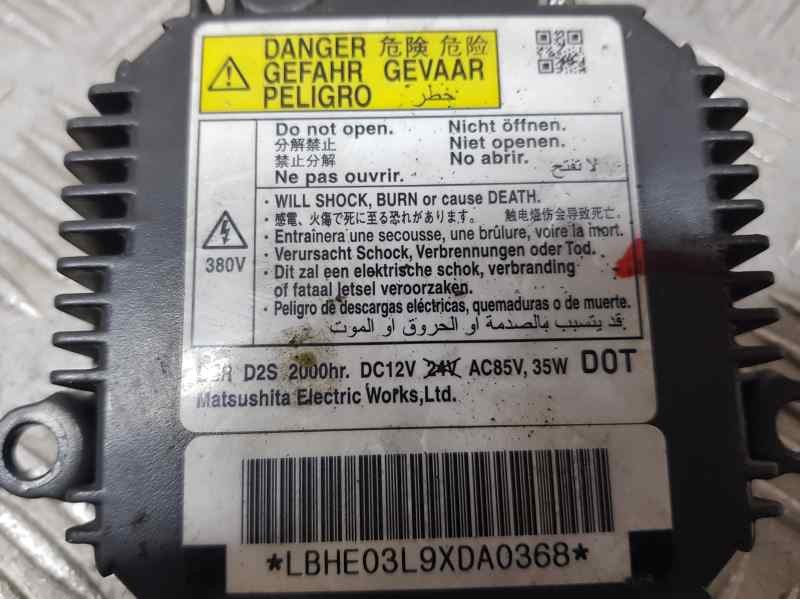 DANGER 危険 危险
GEFAHR GEVAAR
PELIGRO خطر
Do not open. Nicht öffnen.
分解禁止 Niet openen.
禁止分解 No abrir.
Ne pas ouvrir. لا تفتح
380V
· WILL SHOCK, BURN or cause DEATH.
· 感電、火傷で死に至る恐れがあります。 触电烧伤会导致死亡。
· Entraînera une secousse, une brûlure, voire la mort.
· Verursacht Schock, Verbrennungen oder Tod.
· Dit zal een elektrische schok, verbranding
of fataal letsel veroorzaken.
· Peligro de descargas eléctricas, quemaduras o de muerte.
قد يتسبب بالصدمة أو الحروق او الموت
D2S 2000hr. DC12V 24V AC85V, 35W DOT
Matsushita Electric Works,Ltd.
*LBHE03L9XDA0368*